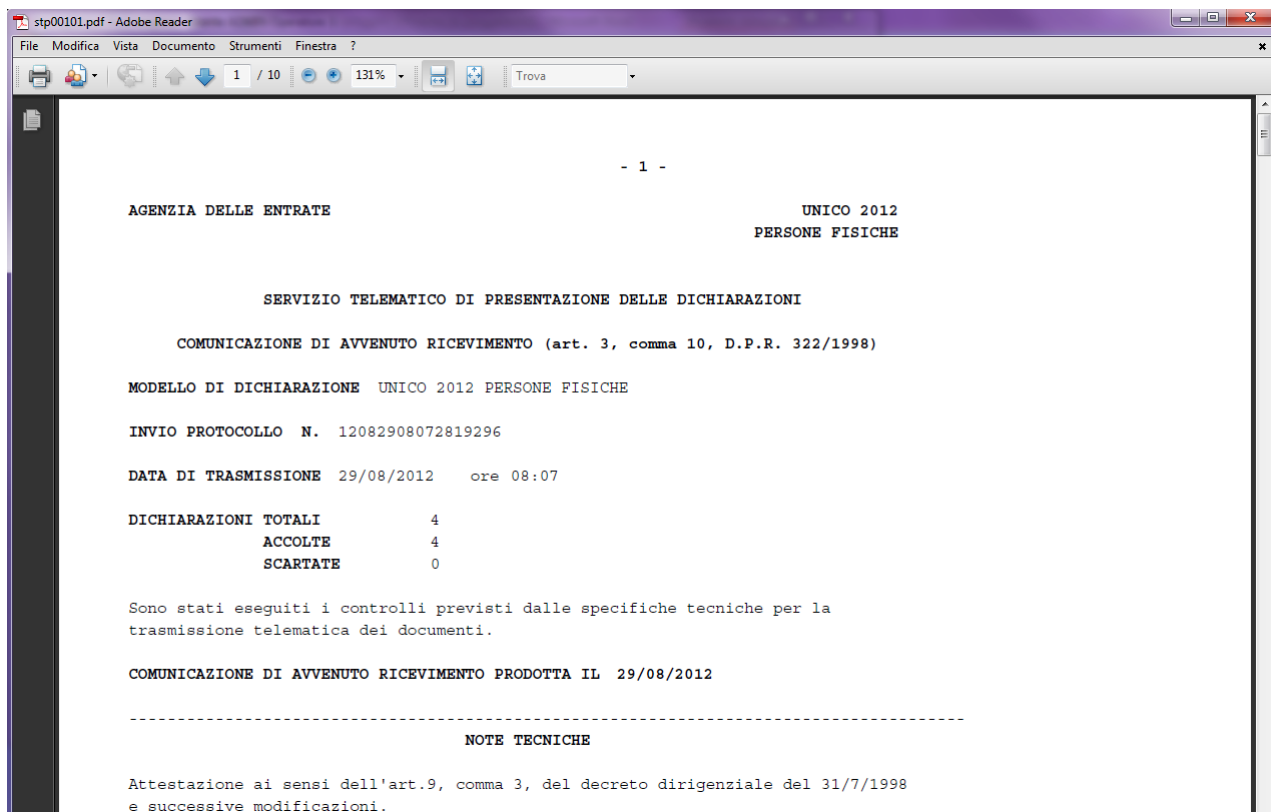 stp00101.pdf - Adobe Reader
File Modifica Vista Documento Strumenti Finestra ?
1 / 10 131% Trova
- 1 -
AGENZIA DELLE ENTRATE UNICO 2012
PERSONE FISICHE
SERVIZIO TELEMATICO DI PRESENTAZIONE DELLE DICHIARAZIONI
COMUNICAZIONE DI AVVENUTO RICEVIMENTO (art. 3, comma 10, D.P.R. 322/1998)
MODELLO DI DICHIARAZIONE UNICO 2012 PERSONE FISICHE
INVIO PROTOCOLLO N. 12082908072819296
DATA DI TRASMISSIONE 29/08/2012 ore 08:07
DICHIARAZIONI TOTALI 4
ACCOLTE 4
SCARTATE 0
Sono stati eseguiti i controlli previsti dalle specifiche tecniche per la
trasmissione telematica dei documenti.
COMUNICAZIONE DI AVVENUTO RICEVIMENTO PRODOTTA IL 29/08/2012
---------------------------------------------------------------------------------------
NOTE TECNICHE
Attestazione ai sensi dell'art.9, comma 3, del decreto dirigenziale del 31/7/1998
e successive modificazioni.